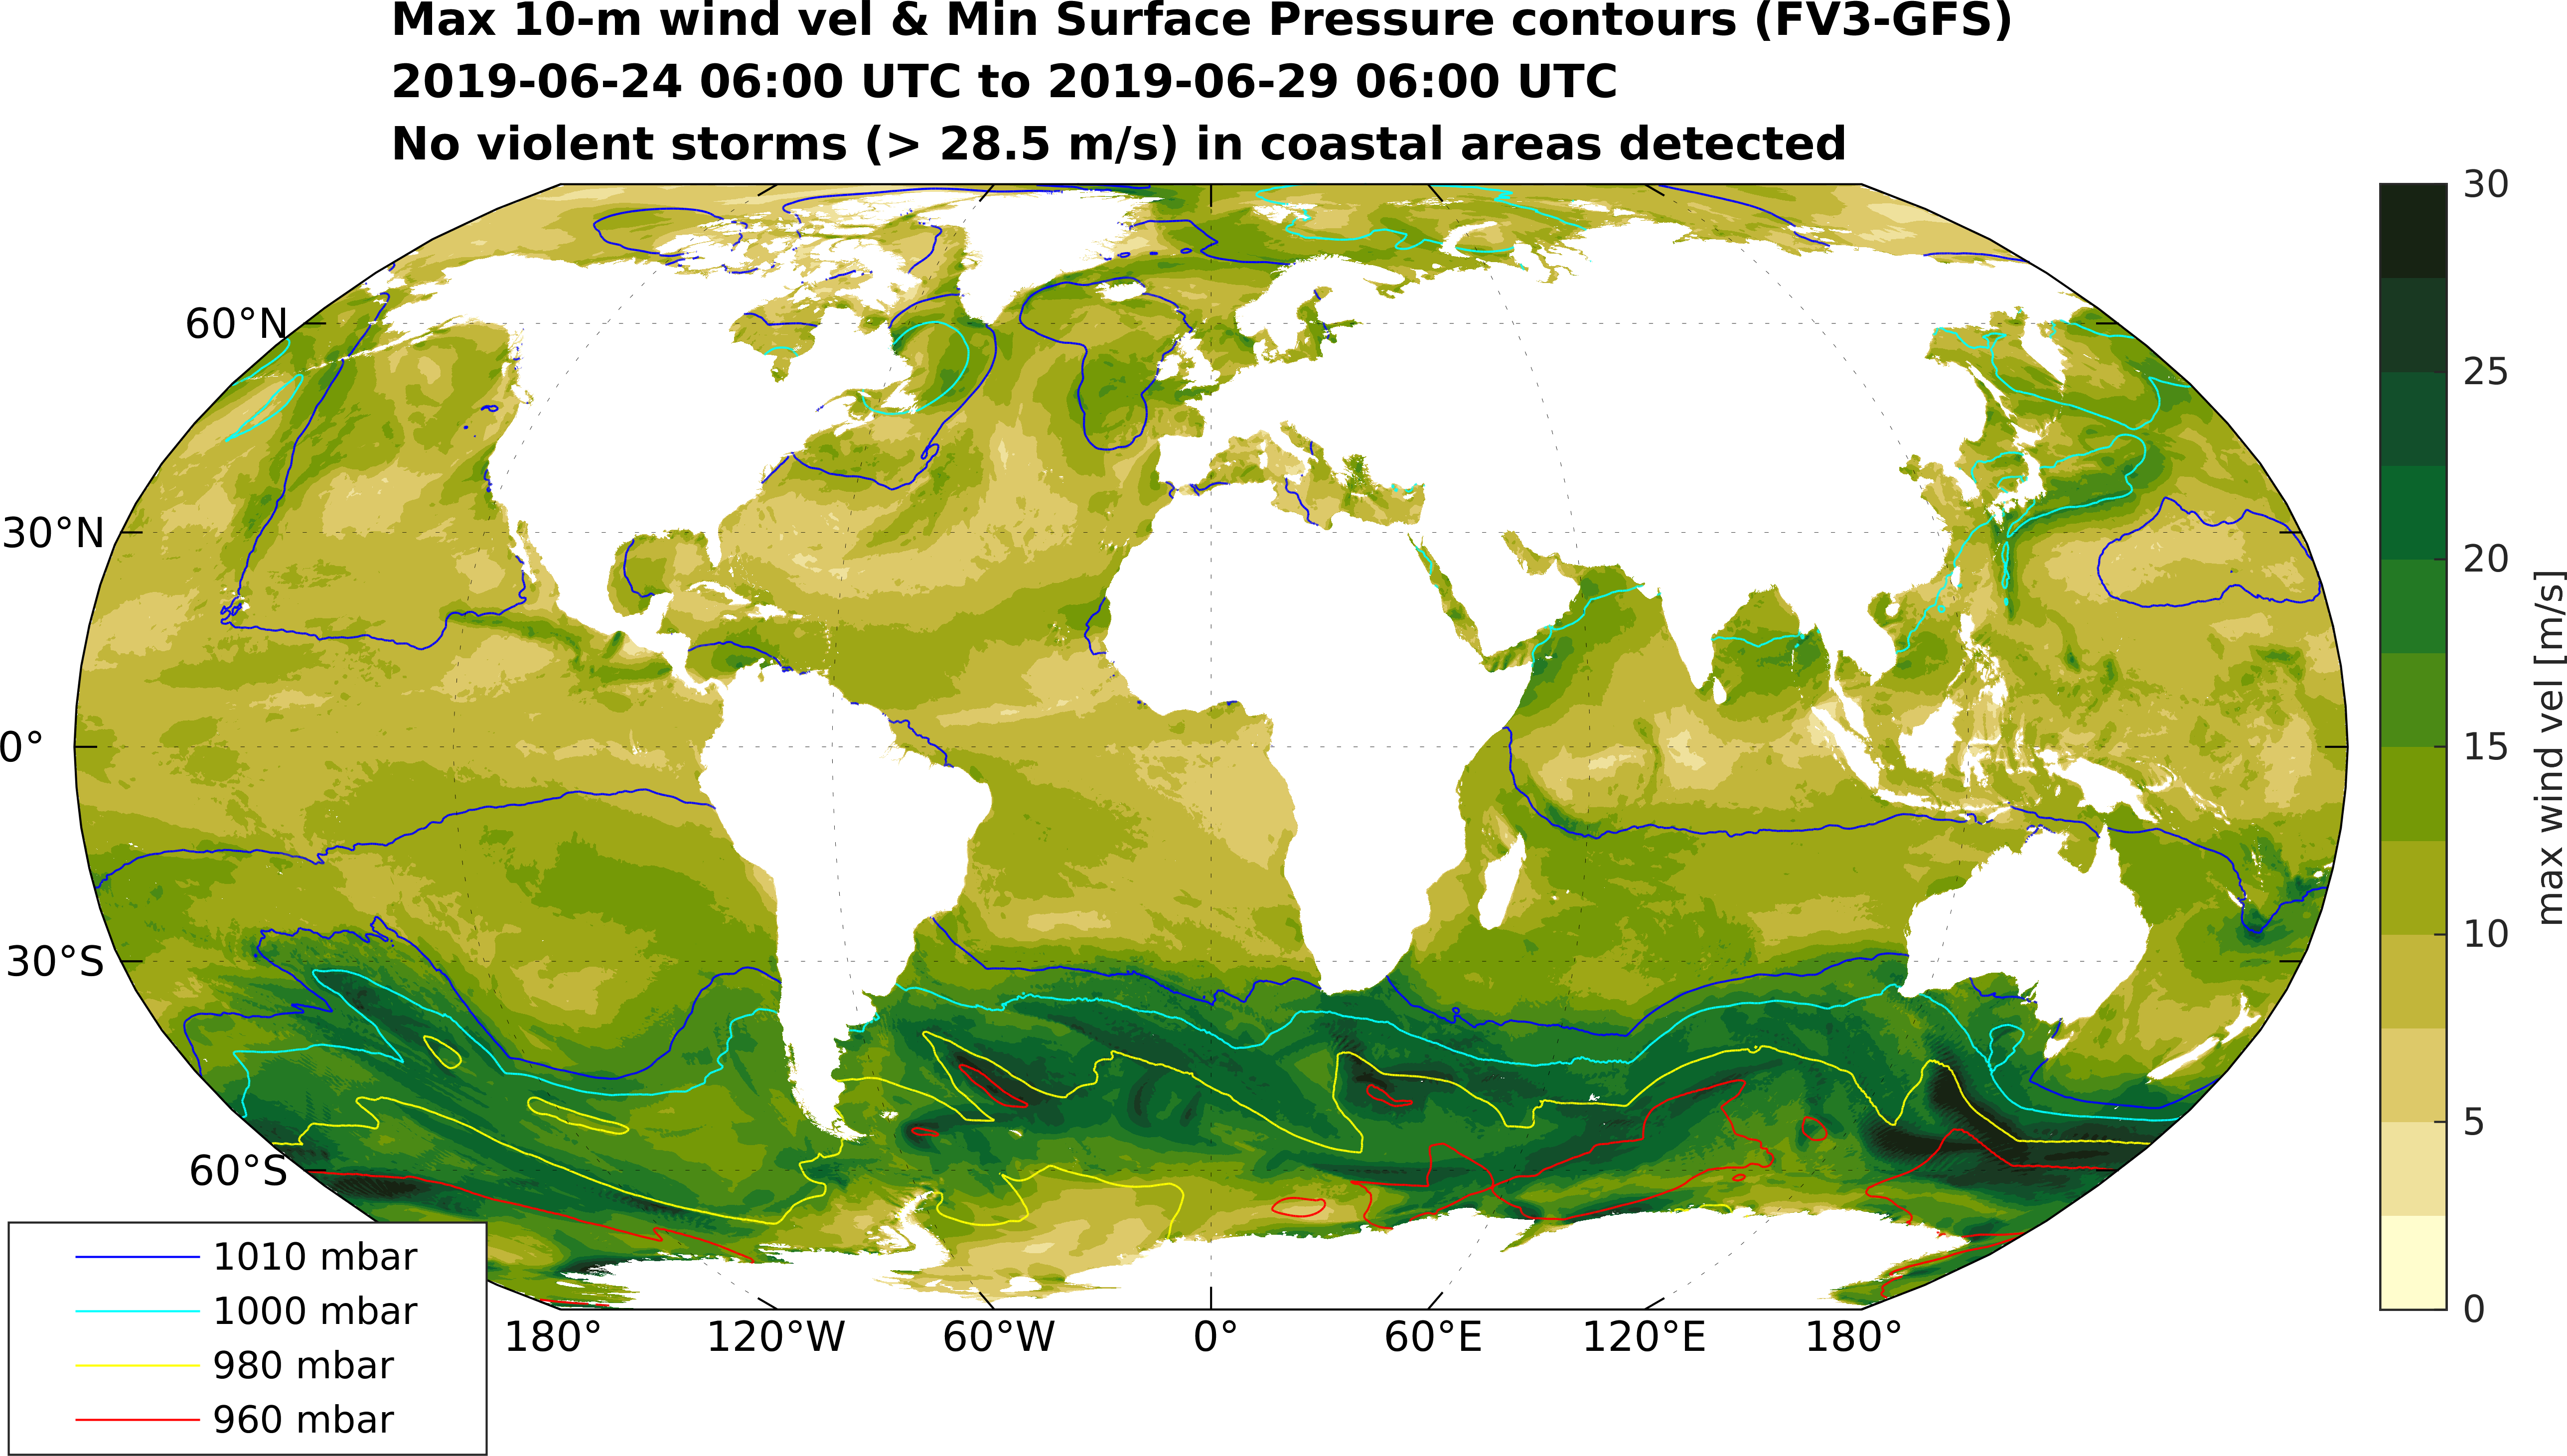 Max 10-m wind vel & Min Surface Pressure contours (FV3-GFS)
2019-06-24 06:00 UTC to 2019-06-29 06:00 UTC
No violent storms (> 28.5 m/s) in coastal areas detected
60°N
30°N
0°
30°S
60°S
180°
120°W
60°W
0°
60°E
120°E
180°
1010 mbar
1000 mbar
980 mbar
960 mbar
30
25
20
15
10
5
0
max wind vel [m/s]